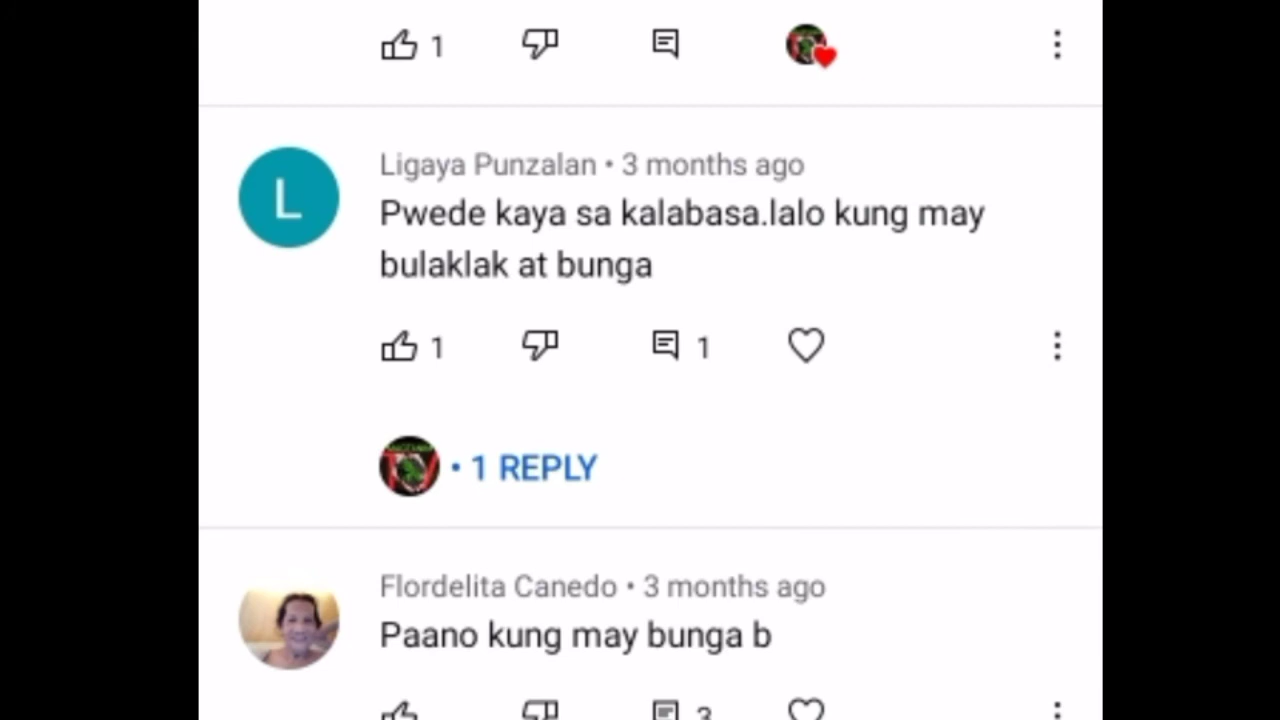 1
Ligaya Punzalan • 3 months ago
Pwede kaya sa kalabasa.lalo kung may
bulaklak at bunga
1 1
• 1 REPLY
Flordelita Canedo • 3 months ago
Paano kung may bunga b
3